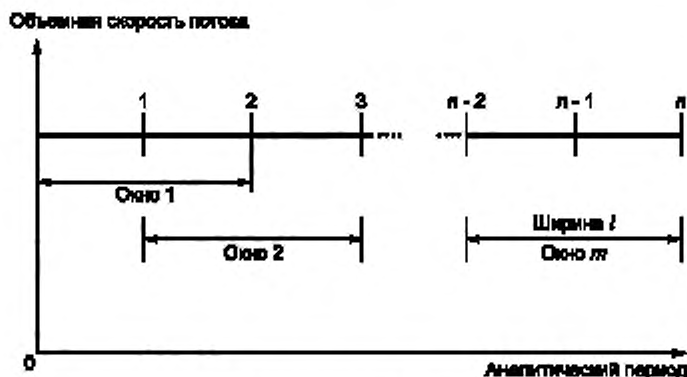 Объемная скорость потока
1 2 3 n - 2 n - 1 n
Окно 1
Ширина l
Окно 2 Окно m
0
Аналитический период